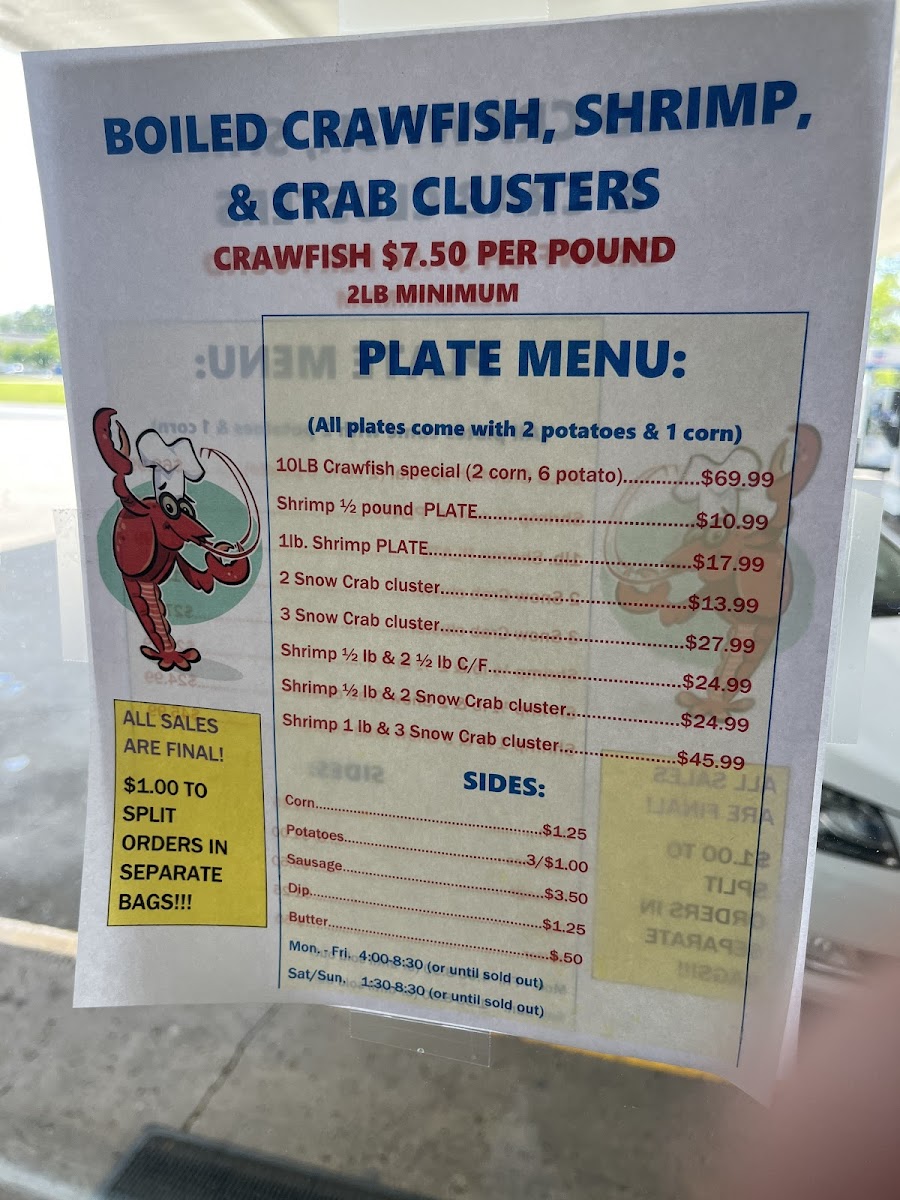 BOILED CRAWFISH, SHRIMP,
& CRAB CLUSTERS
CRAWFISH $7.50 PER POUND
2LB MINIMUM
PLATE MENU:
(All plates come with 2 potatoes & 1 corn)
10LB Crawfish special (2 corn, 6 potato)..............$69.99
Shrimp ½ pound  PLATE.......................................$10.99
1lb. Shrimp PLATE...............................................$17.99
2 Snow Crab cluster............................................$13.99
3 Snow Crab cluster............................................$27.99
Shrimp ½ lb & 2 ½ lb C/F...................................$24.99
Shrimp ½ lb & 2 Snow Crab cluster....................$24.99
Shrimp 1 lb & 3 Snow Crab cluster.....................$45.99
ALL SALES
ARE FINAL!
$1.00 TO
SPLIT
ORDERS IN
SEPARATE
BAGS!!!
SIDES:
Corn..................................................$1.25
Potatoes........................................3/$1.00
Sausage............................................$3.50
Dip...................................................$1.25
Butter................................................$.50
Mon. - Fri.  4:00-8:30 (or until sold out)
Sat/Sun.   1:30-8:30 (or until sold out)